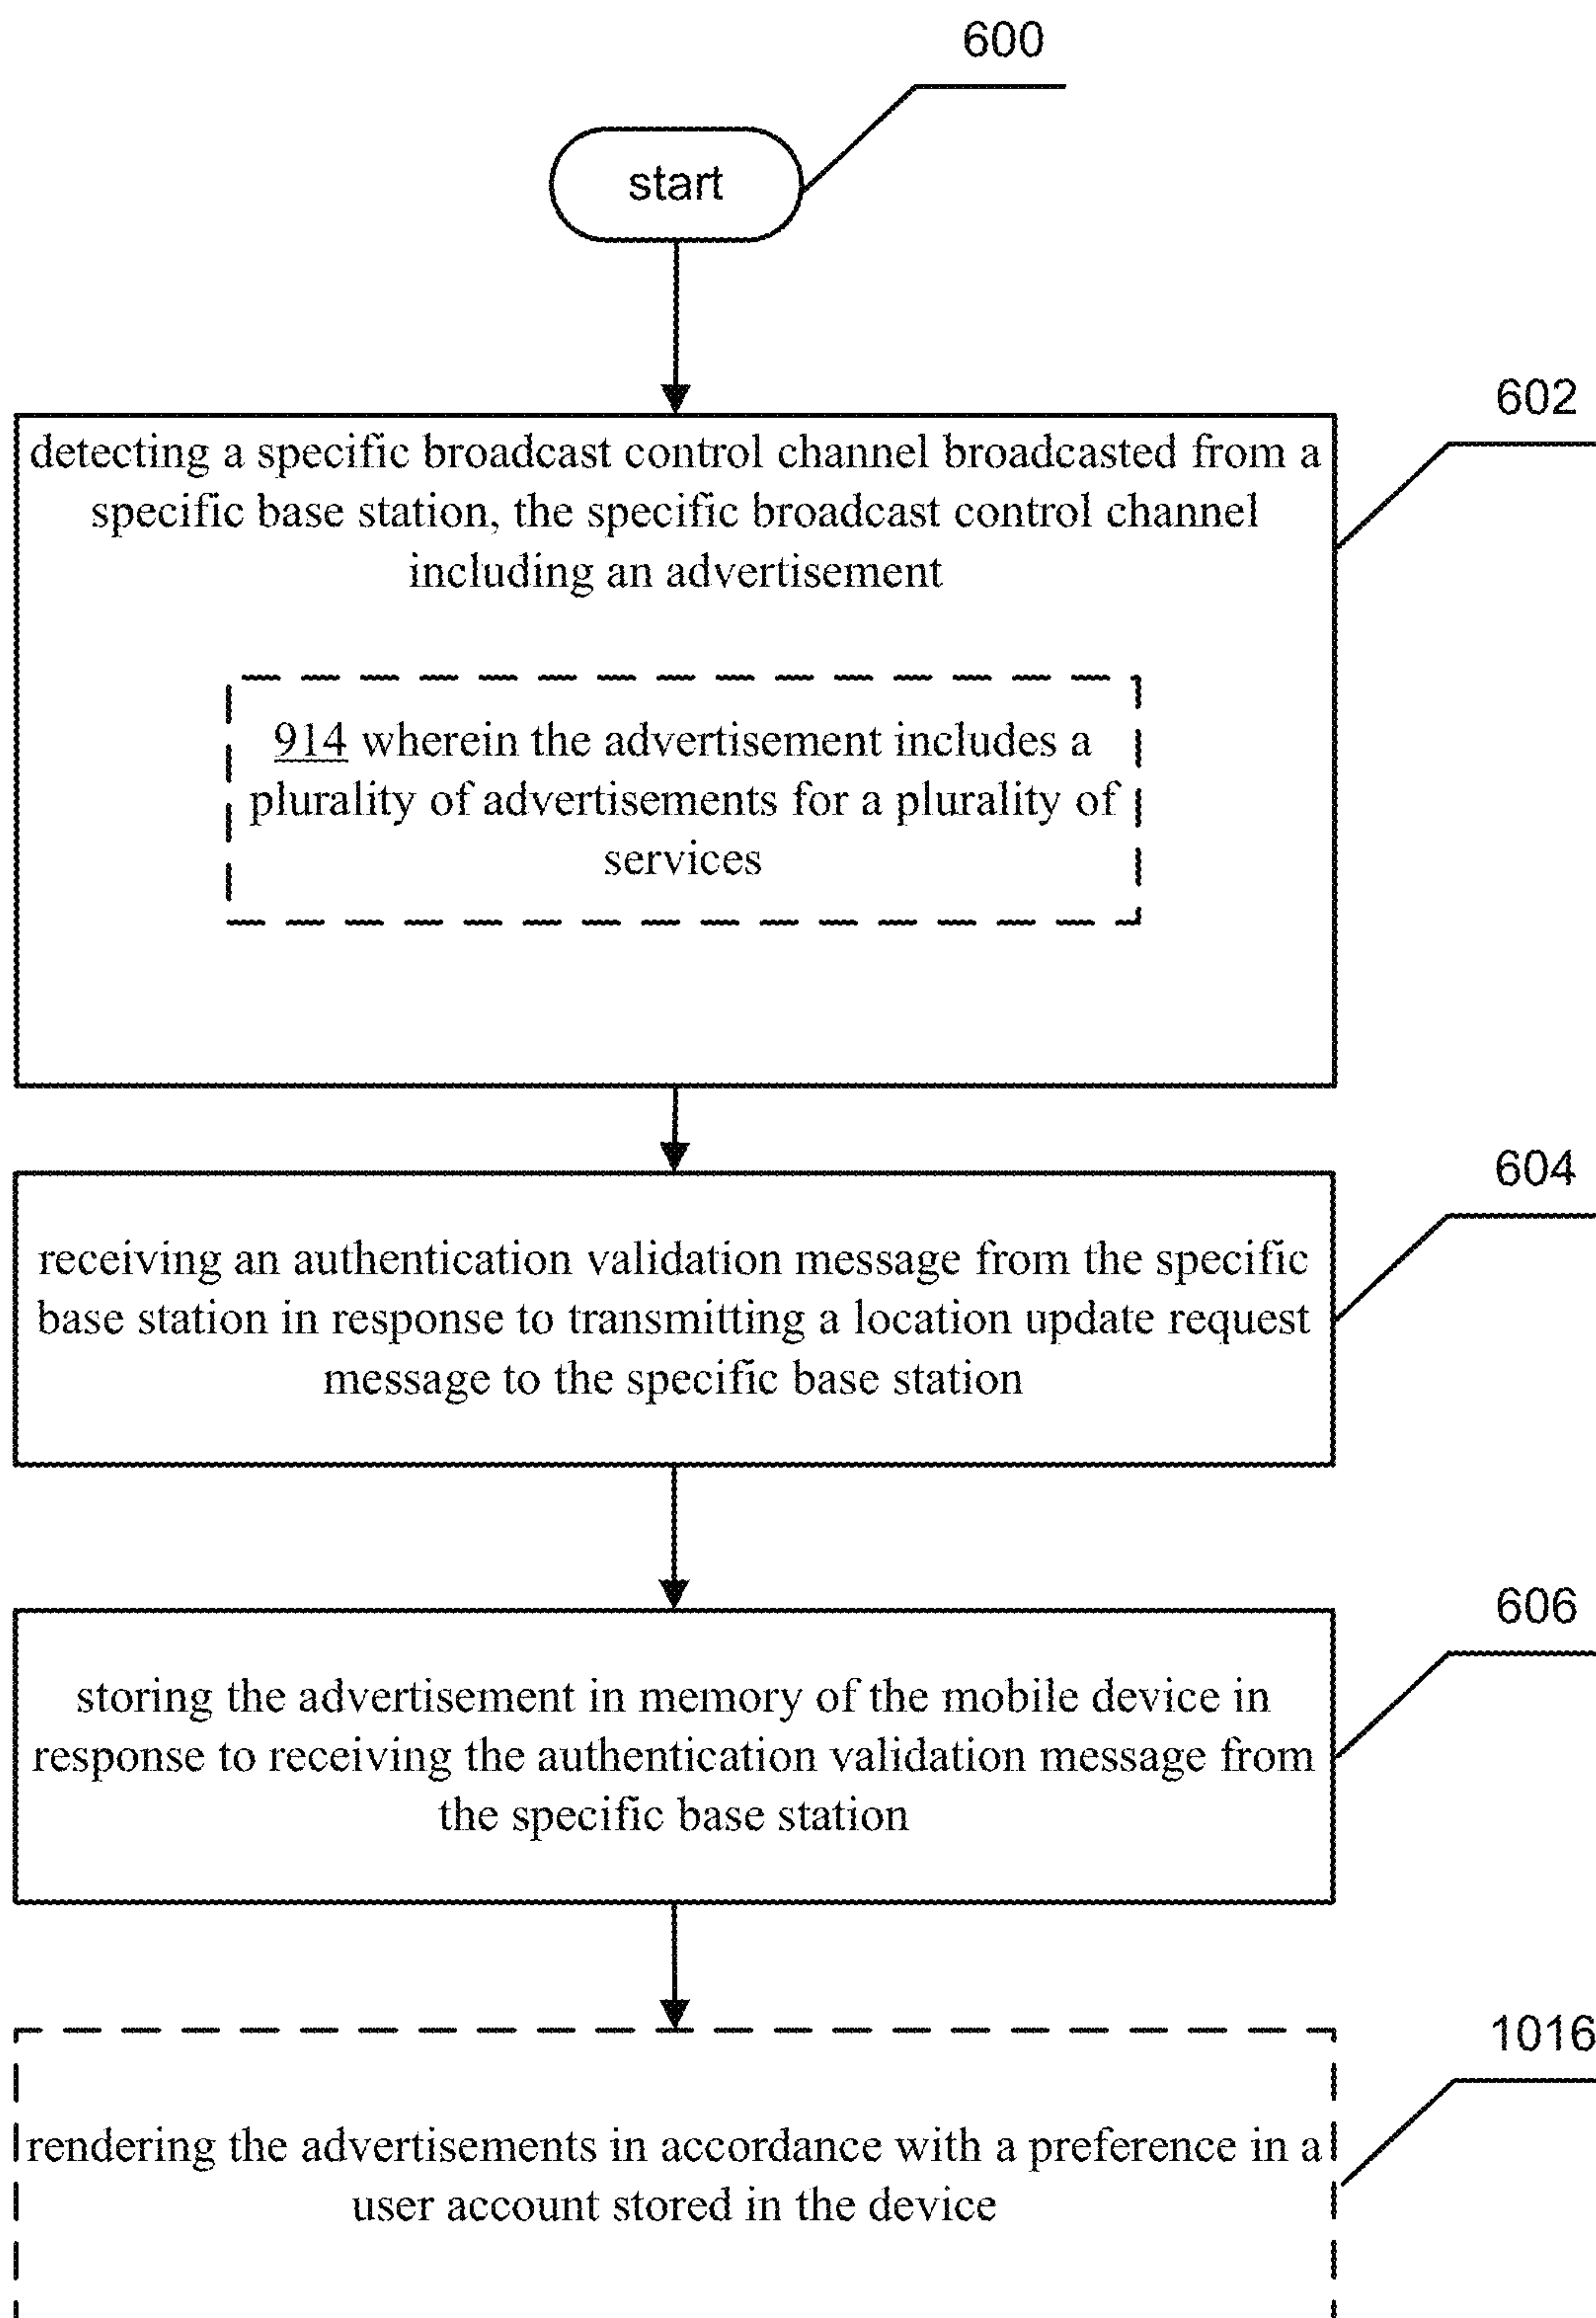 600
start
602
detecting a specific broadcast control channel broadcasted from a
specific base station, the specific broadcast control channel
including an advertisement
914 wherein the advertisement includes a
plurality of advertisements for a plurality of
services
604
receiving an authentication validation message from the specific
base station in response to transmitting a location update request
message to the specific base station
606
storing the advertisement in memory of the mobile device in
response to receiving the authentication validation message from
the specific base station
1016
rendering the advertisements in accordance with a preference in a
user account stored in the device